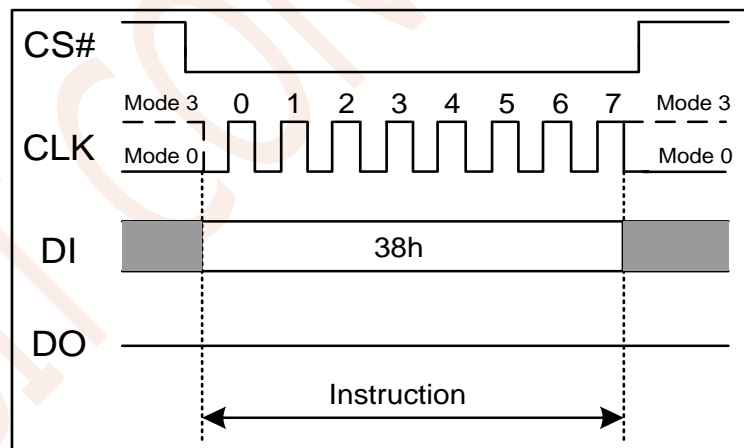 CS#
Mode 3 0 1 2 3 4 5 6 7 Mode 3
CLK
Mode 0 Mode 0
DI 38h
DO
Instruction